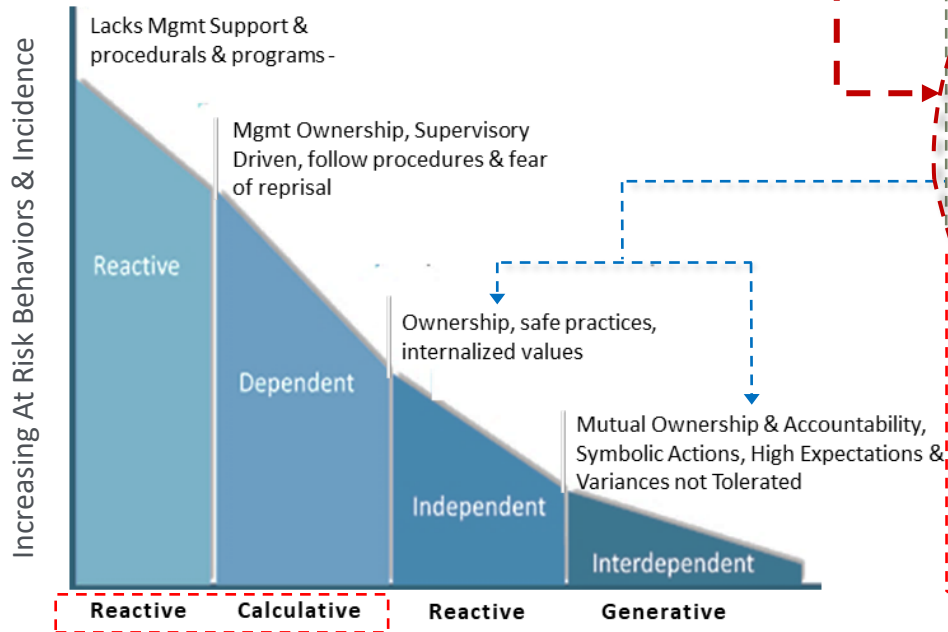 Increasing At Risk Behaviors & Incidence
Lacks Mgmt Support &
procedurals & programs -
Mgmt Ownership, Supervisory
Driven, follow procedures & fear
of reprisal
Reactive
Ownership, safe practices,
internalized values
Dependent
Mutual Ownership & Accountability,
Symbolic Actions, High Expectations &
Variances not Tolerated
Independent
Interdependent
Reactive Calculative Reactive Generative